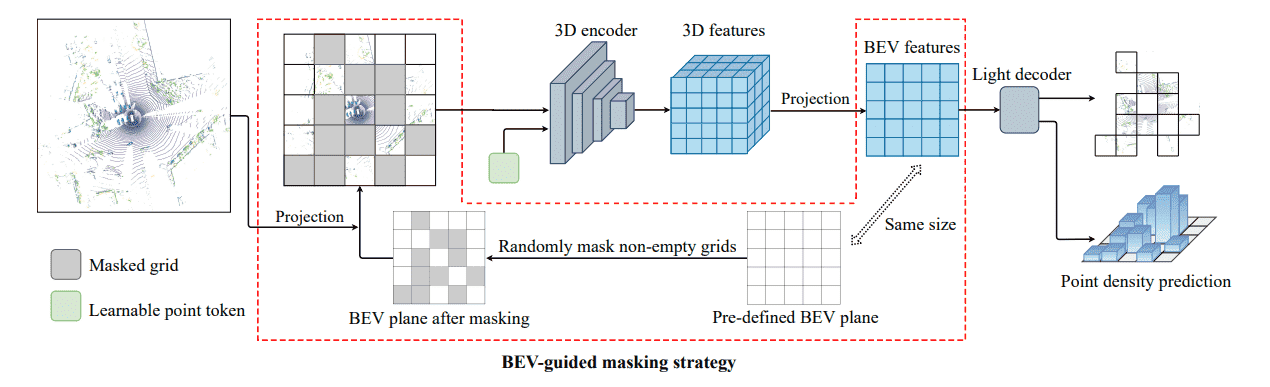 3D encoder
3D features
BEV features
Light decoder
Projection
Projection
Same size
Randomly mask non-empty grids
Masked grid
Learnable point token
BEV plane after masking
Pre-defined BEV plane
Point density prediction
BEV-guided masking strategy